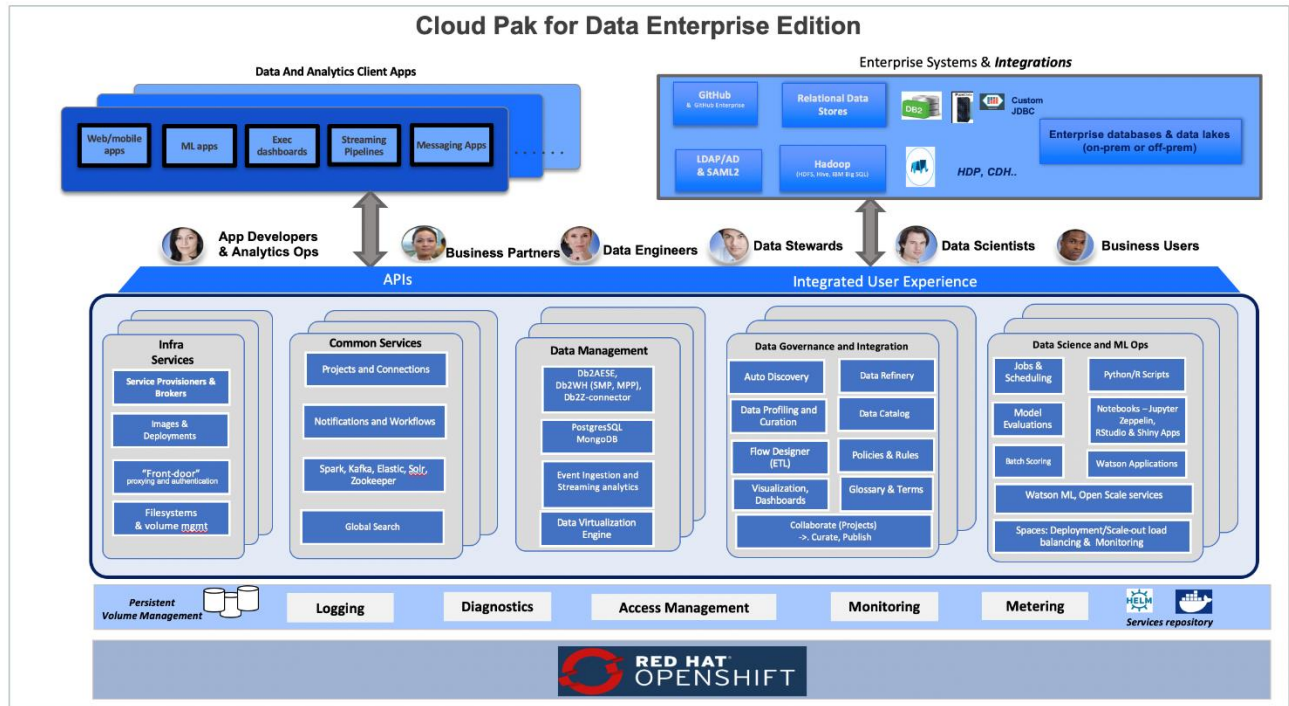 Cloud Pak for Data Enterprise Edition
Data And Analytics Client Apps
Web/mobile
apps
ML apps
Exec
dashboards
Streaming
Pipelines
Messaging Apps
. . . . . .
Enterprise Systems & Integrations
GitHub
& GitHub Enterprise
Relational Data
Stores
DB2
Custom
JDBC
Enterprise databases & data lakes
(on-prem or off-prem)
LDAP/AD
& SAML2
Hadoop
(HDFS, Hive, IBM Big SQL)
HDP, CDH..
App Developers
& Analytics Ops
Business Partners
Data Engineers
Data Stewards
Data Scientists
Business Users
APIs
Integrated User Experience
Infra
Services
Service Provisioners &
Brokers
Images &
Deployments
“Front-door”
proxying and authentication
Filesystems
& volume mgmt
Common Services
Projects and Connections
Notifications and Workflows
Spark, Kafka, Elastic, Solr,
Zookeeper
Global Search
Data Management
Db2AESE,
Db2WH (SMP, MPP),
Db2Z-connector
PostgresSQL
MongoDB
Event Ingestion and
Streaming analytics
Data Virtualization
Engine
Data Governance and Integration
Auto Discovery
Data Refinery
Data Profiling and
Curation
Data Catalog
Flow Designer
(ETL)
Policies & Rules
Visualization,
Dashboards
Glossary & Terms
Collaborate (Projects)
->. Curate, Publish
Data Science and ML Ops
Jobs &
Scheduling
Python/R Scripts
Model
Evaluations
Notebooks – Jupyter
Zeppelin,
RStudio & Shiny Apps
Batch Scoring
Watson Applications
Watson ML, Open Scale services
Spaces: Deployment/Scale-out load
balancing & Monitoring
Persistent
Volume Management
Logging
Diagnostics
Access Management
Monitoring
Metering
HELM
Services repository
RED HAT
OPENSHIFT